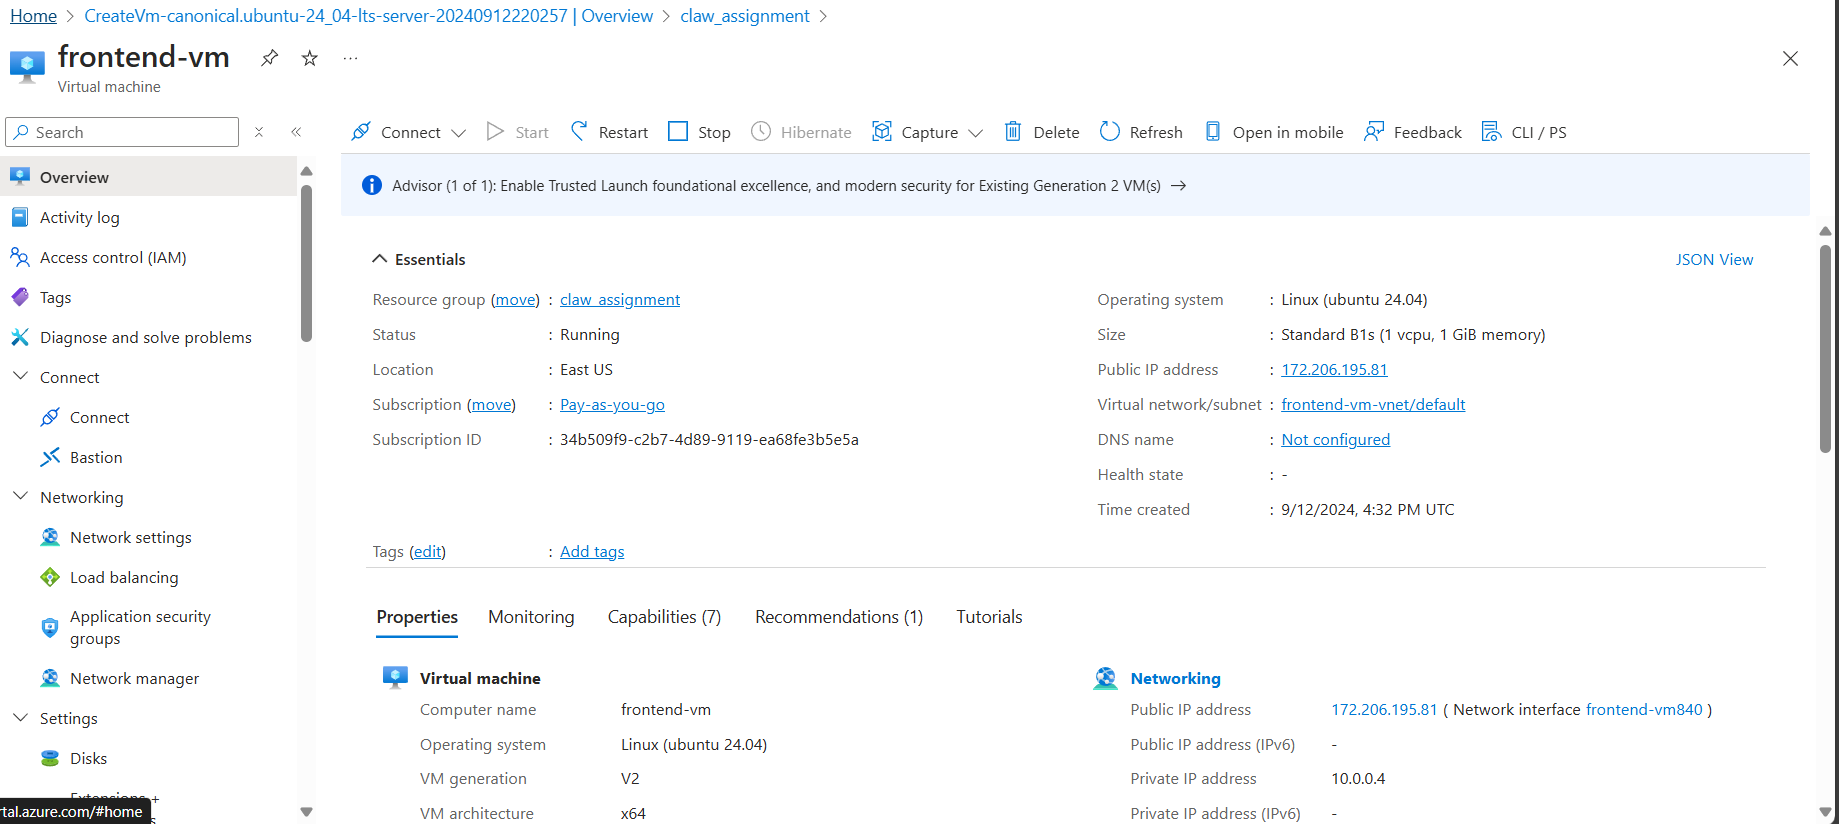 Home > CreateVm-canonical.ubuntu-24_04-lts-server-20240912220257 | Overview > claw_assignment >
frontend-vm
Virtual machine
Search
Connect
Start
Restart
Stop
Hibernate
Capture
Delete
Refresh
Open in mobile
Feedback
CLI / PS
Overview
Activity log
Access control (IAM)
Tags
Diagnose and solve problems
Connect
Connect
Bastion
Networking
Network settings
Load balancing
Application security
groups
Network manager
Settings
Disks
Extensions +
rtal.azure.com/#home
Advisor (1 of 1): Enable Trusted Launch foundational excellence, and modern security for Existing Generation 2 VM(s) →
Essentials
JSON View
Resource group (move) : claw_assignment
Status : Running
Location : East US
Subscription (move) : Pay-as-you-go
Subscription ID : 34b509f9-c2b7-4d89-9119-ea68fe3b5e5a
Operating system : Linux (ubuntu 24.04)
Size : Standard B1s (1 vcpu, 1 GiB memory)
Public IP address : 172.206.195.81
Virtual network/subnet : frontend-vm-vnet/default
DNS name : Not configured
Health state : -
Time created : 9/12/2024, 4:32 PM UTC
Tags (edit) : Add tags
Properties
Monitoring
Capabilities (7)
Recommendations (1)
Tutorials
Virtual machine
Computer name frontend-vm
Operating system Linux (ubuntu 24.04)
VM generation V2
VM architecture x64
Networking
Public IP address 172.206.195.81 ( Network interface frontend-vm840 )
Public IP address (IPv6) -
Private IP address 10.0.0.4
Private IP address (IPv6) -